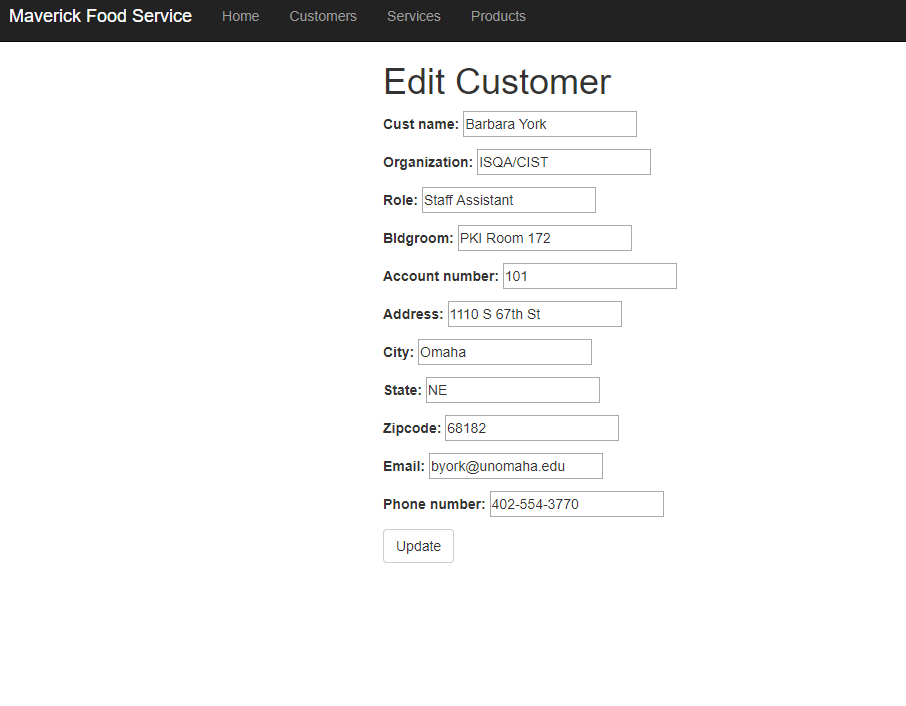 Maverick Food Service Home Customers Services Products
Edit Customer
Cust name: Barbara York
Organization: ISQA/CIST
Role: Staff Assistant
Bldgroom: PKI Room 172
Account number: 101
Address: 1110 S 67th St
City: Omaha
State: NE
Zipcode: 68182
Email: byork@unomaha.edu
Phone number: 402-554-3770
Update